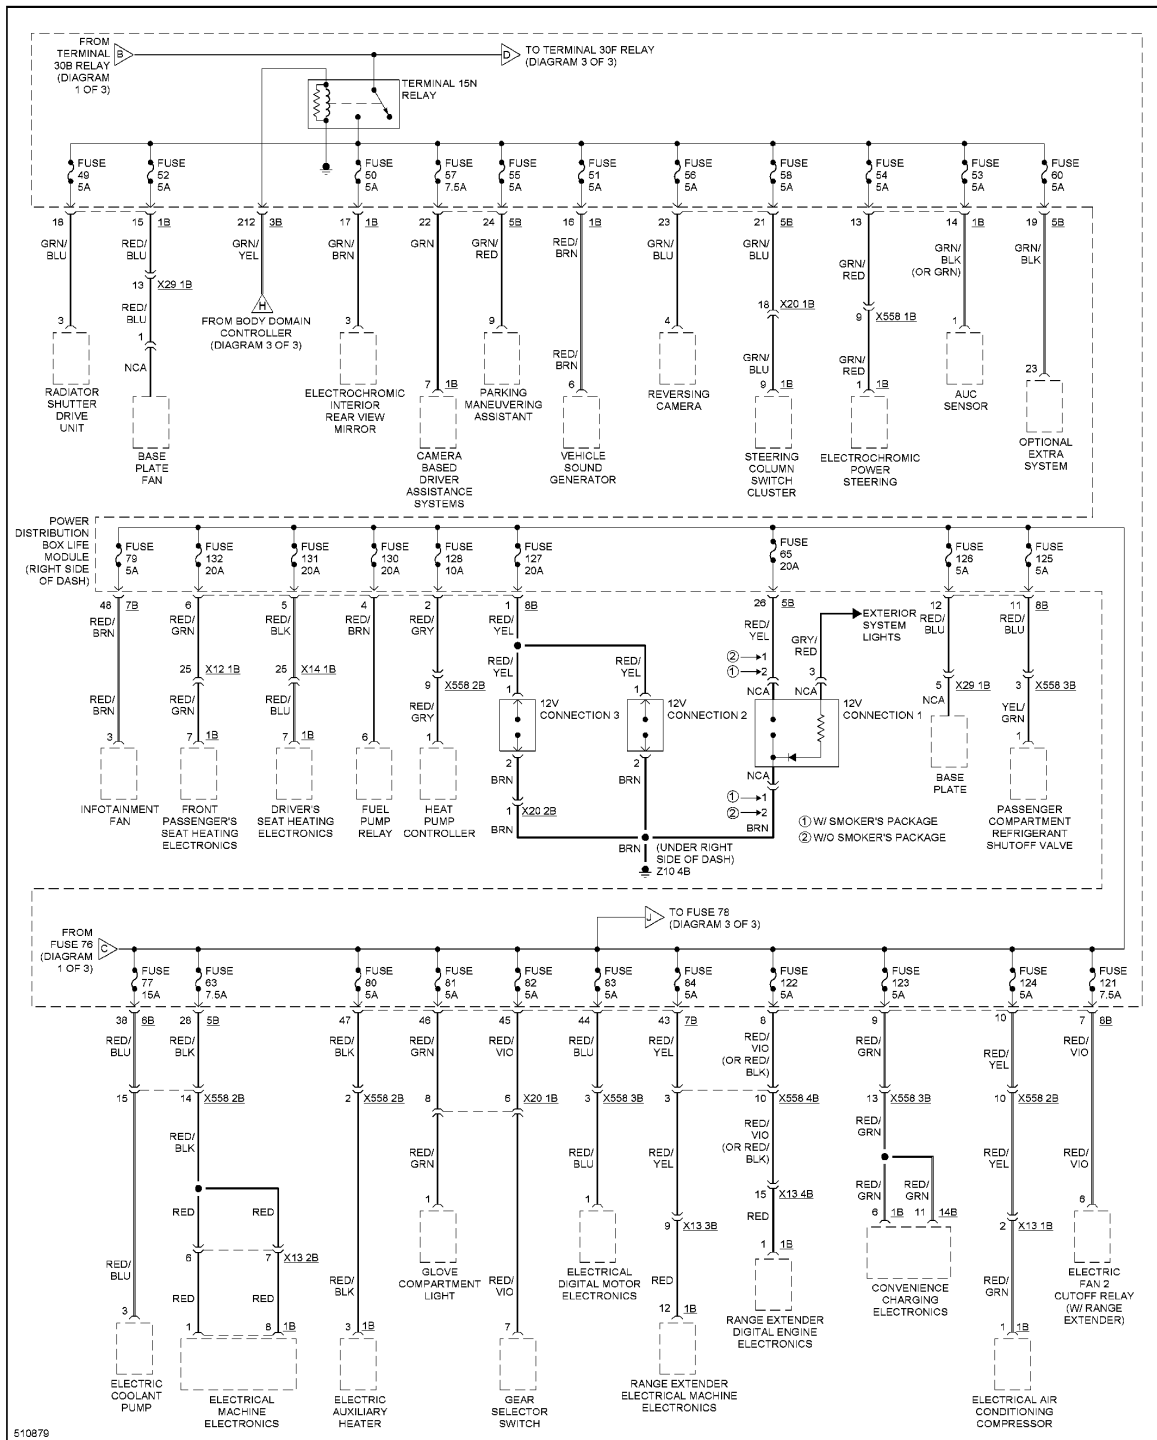 FROM
TERMINAL
30B RELAY
(DIAGRAM
1 OF 3)
B
D
TO TERMINAL 30F RELAY
(DIAGRAM 3 OF 3)
TERMINAL 15N
RELAY
FUSE
49
5A
FUSE
52
5A
FUSE
50
5A
FUSE
57
7.5A
FUSE
55
5A
FUSE
51
5A
FUSE
56
5A
FUSE
58
5A
FUSE
54
5A
FUSE
53
5A
FUSE
60
5A
18
15 1B
212 3B
17 1B
22
24 5B
16 1B
23
21 5B
13
14 1B
19 5B
GRN/
BLU
RED/
BLU
GRN/
YEL
GRN/
BRN
GRN
GRN/
RED
RED/
BRN
GRN/
BLU
GRN/
BLU
GRN/
RED
GRN/
BLK
(OR GRN)
GRN/
BLK
13 X29 1B
RED/
BLU
1
NCA
H
FROM BODY DOMAIN
CONTROLLER
(DIAGRAM 3 OF 3)
18 X20 1B
9 X558 1B
RED/
BRN
GRN/
BLU
GRN/
RED
3
3
7 1B
9
6
4
9 1B
1 1B
1
23
RADIATOR
SHUTTER
DRIVE
UNIT
BASE
PLATE
FAN
ELECTROCHROMIC
INTERIOR
REAR VIEW
MIRROR
CAMERA
BASED
DRIVER
ASSISTANCE
SYSTEMS
PARKING
MANEUVERING
ASSISTANT
VEHICLE
SOUND
GENERATOR
REVERSING
CAMERA
STEERING
COLUMN
SWITCH
CLUSTER
ELECTROCHROMIC
POWER
STEERING
AUC
SENSOR
OPTIONAL
EXTRA
SYSTEM
POWER
DISTRIBUTION
BOX LIFE
MODULE
(RIGHT SIDE
OF DASH)
FUSE
79
5A
FUSE
132
20A
FUSE
131
20A
FUSE
130
20A
FUSE
128
10A
FUSE
127
20A
FUSE
65
20A
FUSE
126
5A
FUSE
125
5A
48 7B
6
5
4
2
1 8B
26 5B
12
11 8B
RED/
BRN
RED/
GRN
RED/
BLK
RED/
BRN
RED/
GRY
RED/
YEL
RED/
YEL
GRY/
RED
EXTERIOR
SYSTEM
LIGHTS
RED/
BLU
RED/
BLU
25 X12 1B
25 X14 1B
9 X558 2B
RED/
YEL
RED/
YEL
② 1
① 2
3
5 X29 1B
3 X558 3B
RED/
BRN
RED/
GRN
RED/
BLU
RED/
GRY
1
12V
CONNECTION 3
1
12V
CONNECTION 2
NCA
NCA
12V
CONNECTION 1
NCA
YEL/
GRN
3
7 1B
7 1B
6
1
2
2
NCA
1
INFOTAINMENT
FAN
FRONT
PASSENGER'S
SEAT HEATING
ELECTRONICS
DRIVER'S
SEAT HEATING
ELECTRONICS
FUEL
PUMP
RELAY
HEAT
PUMP
CONTROLLER
BRN
1 X20 2B
BRN
BRN
BRN
① 1
② 2
BRN
(UNDER RIGHT
SIDE OF DASH)
Z10 4B
① W/ SMOKER'S PACKAGE
② W/O SMOKER'S PACKAGE
BASE
PLATE
PASSENGER
COMPARTMENT
REFRIGERANT
SHUTOFF VALVE
FROM
FUSE 76
(DIAGRAM
1 OF 3)
C
J
TO FUSE 78
(DIAGRAM 3 OF 3)
FUSE
77
15A
FUSE
63
7.5A
FUSE
80
5A
FUSE
81
5A
FUSE
82
5A
FUSE
83
5A
FUSE
84
5A
FUSE
122
5A
FUSE
123
5A
FUSE
124
5A
FUSE
121
7.5A
38 6B
28 5B
47
46
45
44
43 7B
8
9
10
7 8B
RED/
BLU
RED/
BLK
RED/
BLK
RED/
GRN
RED/
VIO
RED/
BLU
RED/
YEL
RED/
VIO
(OR RED/
BLK)
RED/
GRN
RED/
YEL
RED/
VIO
15
14 X558 2B
2 X558 2B
8
6 X20 1B
3 X558 3B
3
10 X558 4B
13 X558 3B
10 X558 2B
RED/
BLK
RED/
GRN
RED/
BLU
RED/
YEL
RED/
VIO
(OR RED/
BLK)
RED/
GRN
RED/
YEL
RED/
VIO
RED
RED
RED/
GRN
RED/
GRN
1
1
15 X13 4B
6 1B
11 14B
6
6
7 X13 2B
9 X13 3B
RED
2 X13 1B
RED/
BLU
RED
RED
RED/
BLK
GLOVE
COMPARTMENT
LIGHT
RED/
VIO
ELECTRICAL
DIGITAL MOTOR
ELECTRONICS
RED
1 1B
CONVENIENCE
CHARGING
ELECTRONICS
RED/
GRN
ELECTRIC
FAN 2
CUTOFF RELAY
(W/ RANGE
EXTENDER)
3
1
8 1B
3 1B
7
12 1B
RANGE EXTENDER
DIGITAL ENGINE
ELECTRONICS
1 1B
ELECTRIC
COOLANT
PUMP
ELECTRICAL
MACHINE
ELECTRONICS
ELECTRIC
AUXILIARY
HEATER
GEAR
SELECTOR
SWITCH
RANGE EXTENDER
ELECTRICAL MACHINE
ELECTRONICS
ELECTRICAL AIR
CONDITIONING
COMPRESSOR
510879